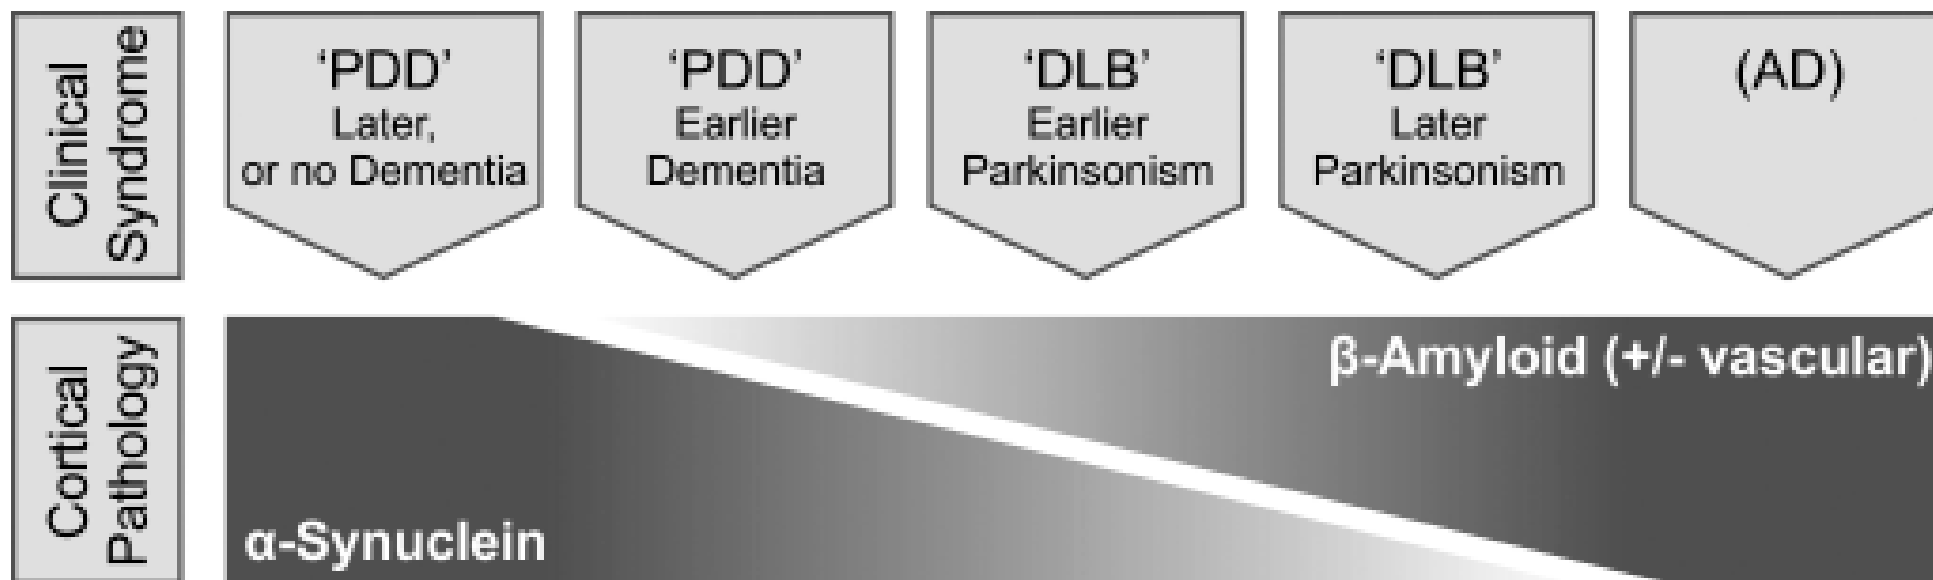 Clinical
Syndrome
'PDD'
Later,
or no Dementia
'PDD'
Earlier
Dementia
'DLB'
Earlier
Parkinsonism
'DLB'
Later
Parkinsonism
(AD)
Cortical
Pathology
β-Amyloid (+/- vascular)
α-Synuclein